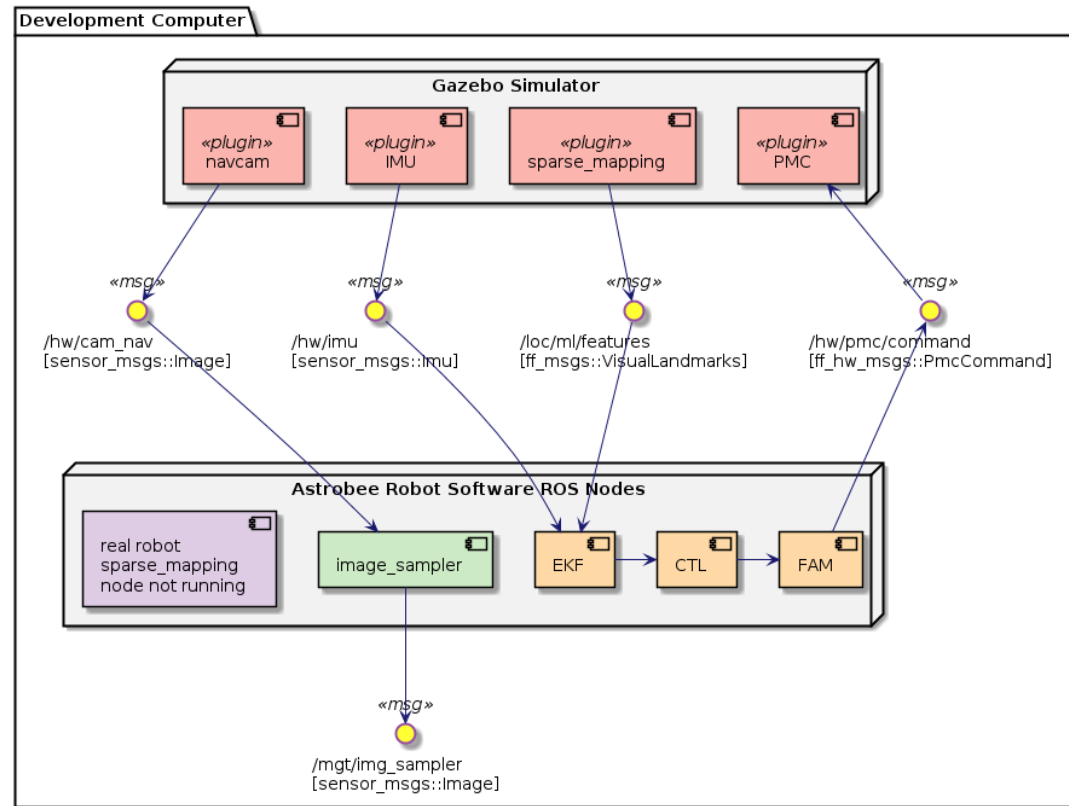 Development Computer
Gazebo Simulator
«plugin»
navcam
«plugin»
IMU
«plugin»
sparse_mapping
«plugin»
PMC
«msg»
/hw/cam_nav
[sensor_msgs::Image]
«msg»
/hw/imu
[sensor_msgs::Imu]
«msg»
/loc/ml/features
[ff_msgs::VisualLandmarks]
«msg»
/hw/pmc/command
[ff_hw_msgs::PmcCommand]
Astrobee Robot Software ROS Nodes
real robot
sparse_mapping
node not running
image_sampler
EKF
CTL
FAM
«msg»
/mgt/img_sampler
[sensor_msgs::Image]